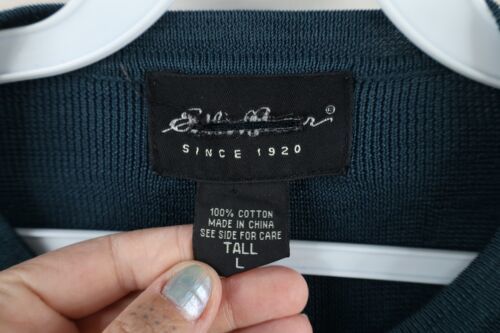 SINCE 1920
100% COTTON
MADE IN CHINA
SEE SIDE FOR CARE
TALL
L